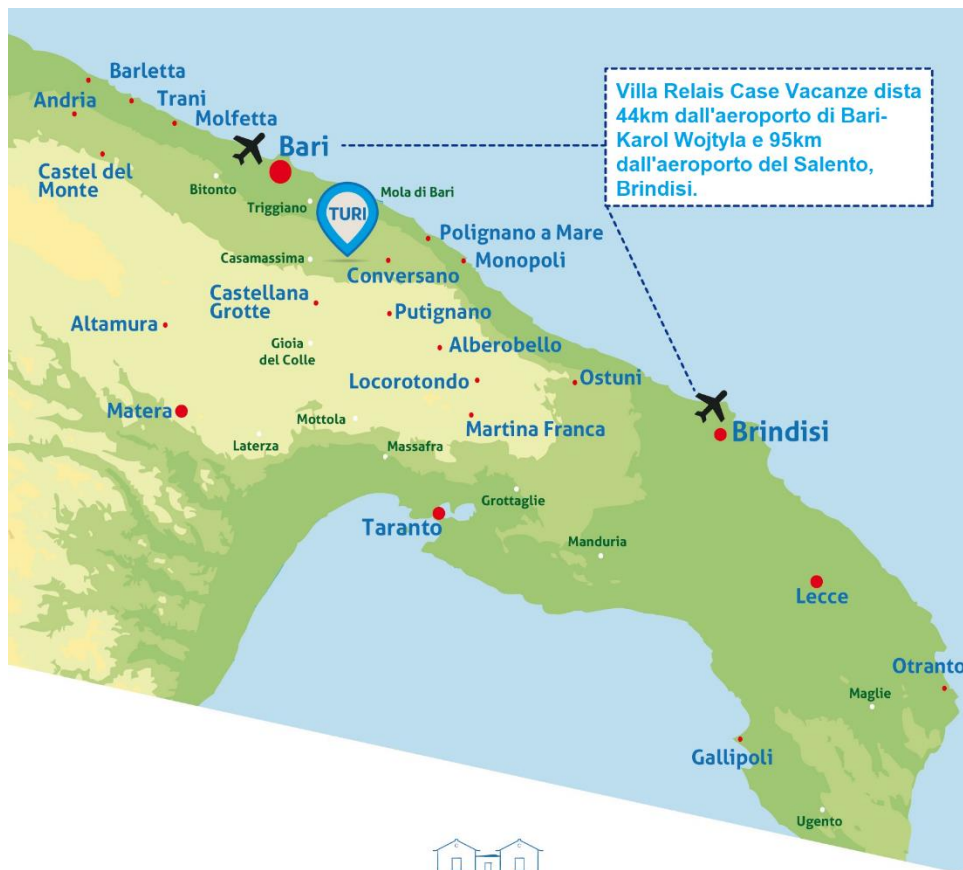 Barletta
Andria
Trani
Molfetta
Villa Relais Case Vacanze dista
44km dall'aeroporto di Bari-
Karol Wojtyla e 95km
dall'aeroporto del Salento,
Brindisi.
Bari
Castel del
Monte
Bitonto
Triggiano
Mola di Bari
TURI
Polignano a Mare
Casamassima
Conversano
Monopoli
Castellana
Grotte
Putignano
Altamura
Gioia
del Colle
Alberobello
Locorotondo
Ostuni
Matera
Mottola
Martina Franca
Brindisi
Laterza
Massafra
Grottaglie
Taranto
Manduria
Lecce
Otranto
Maglie
Gallipoli
Ugento